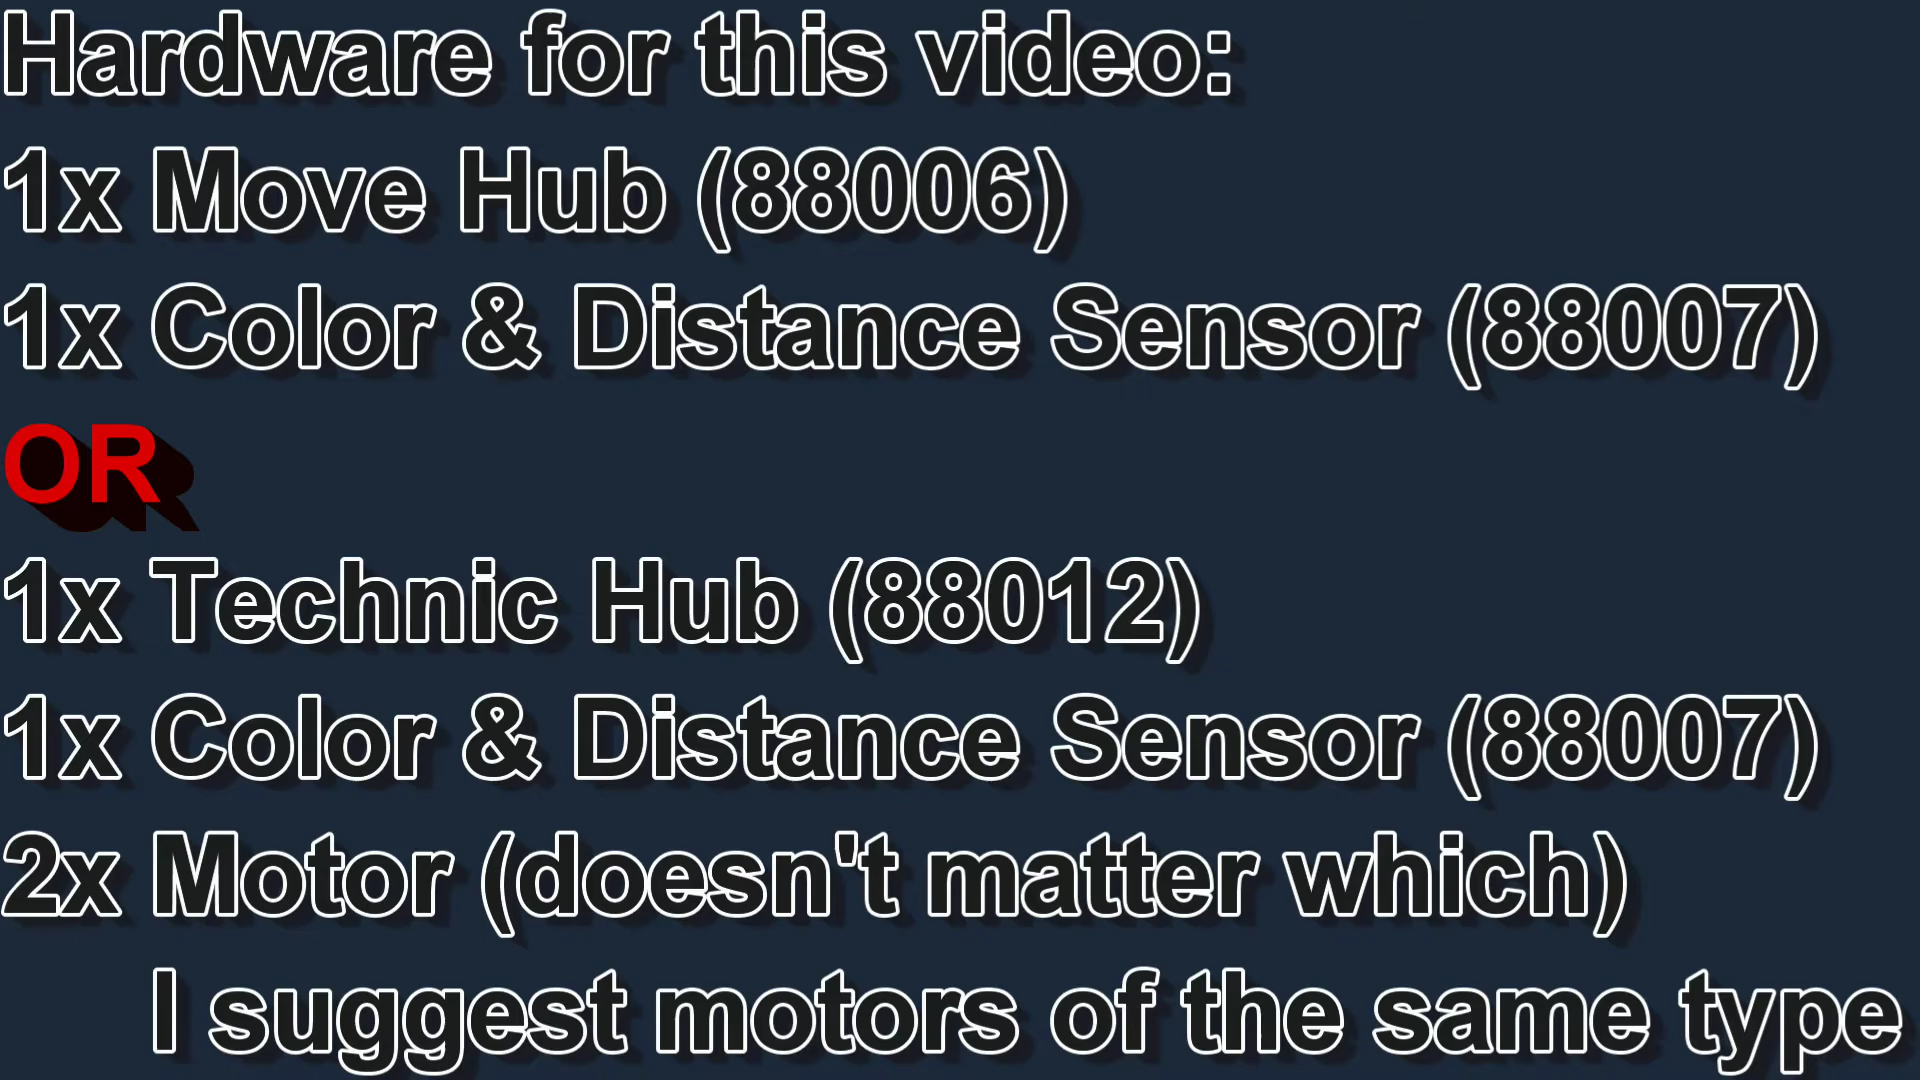 Hardware for this video:
1x Move Hub (88006)
1x Color & Distance Sensor (88007)
OR
1x Technic Hub (88012)
1x Color & Distance Sensor (88007)
2x Motor (doesn't matter which)
I suggest motors of the same type